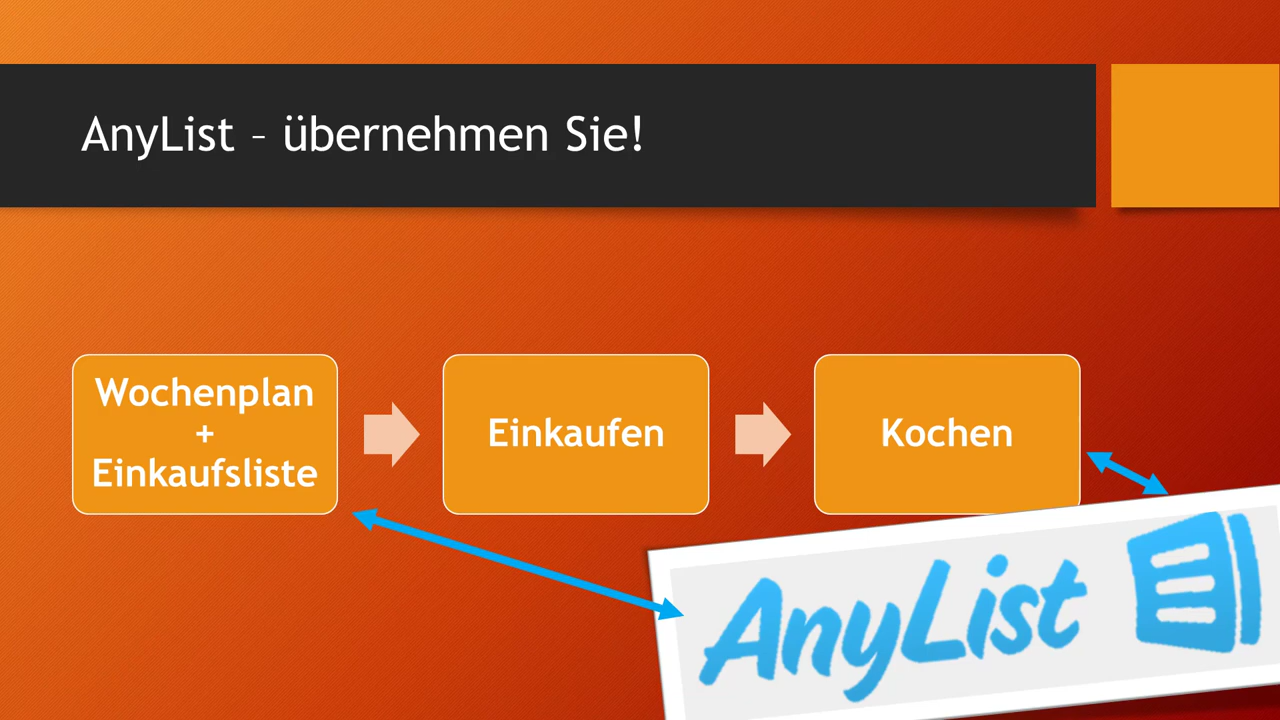 AnyList – übernehmen Sie!
Wochenplan
+
Einkaufsliste
Einkaufen
Kochen
AnyList